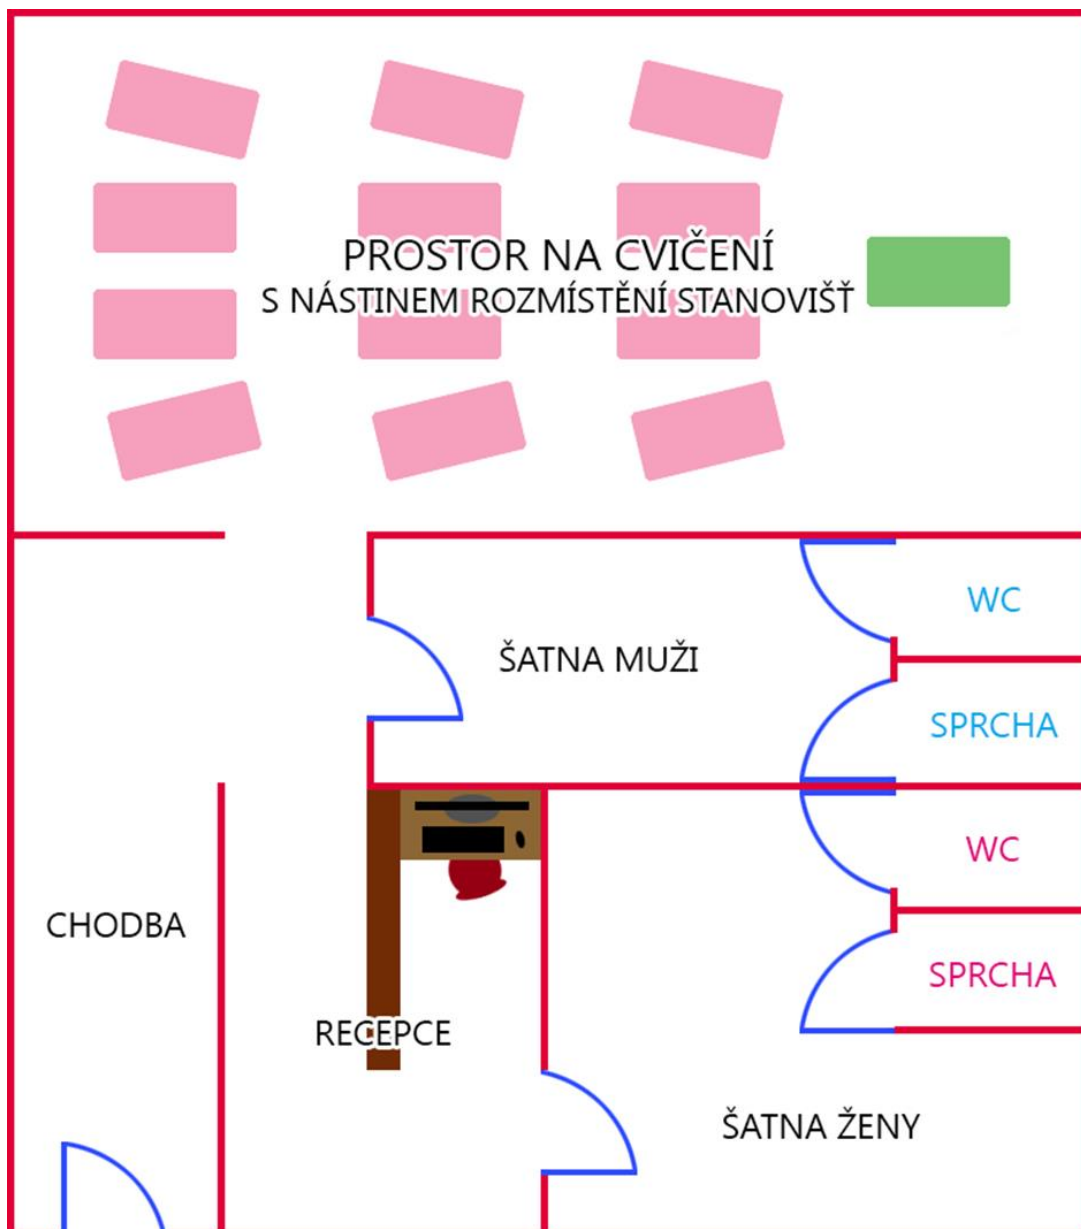 PROSTOR NA CVIČENÍ
S NÁSTINEM ROZMÍSTĚNÍ STANOVIŠŤ
WC
ŠATNA MUŽI
SPRCHA
WC
CHODBA
SPRCHA
RECEPCE
ŠATNA ŽENY